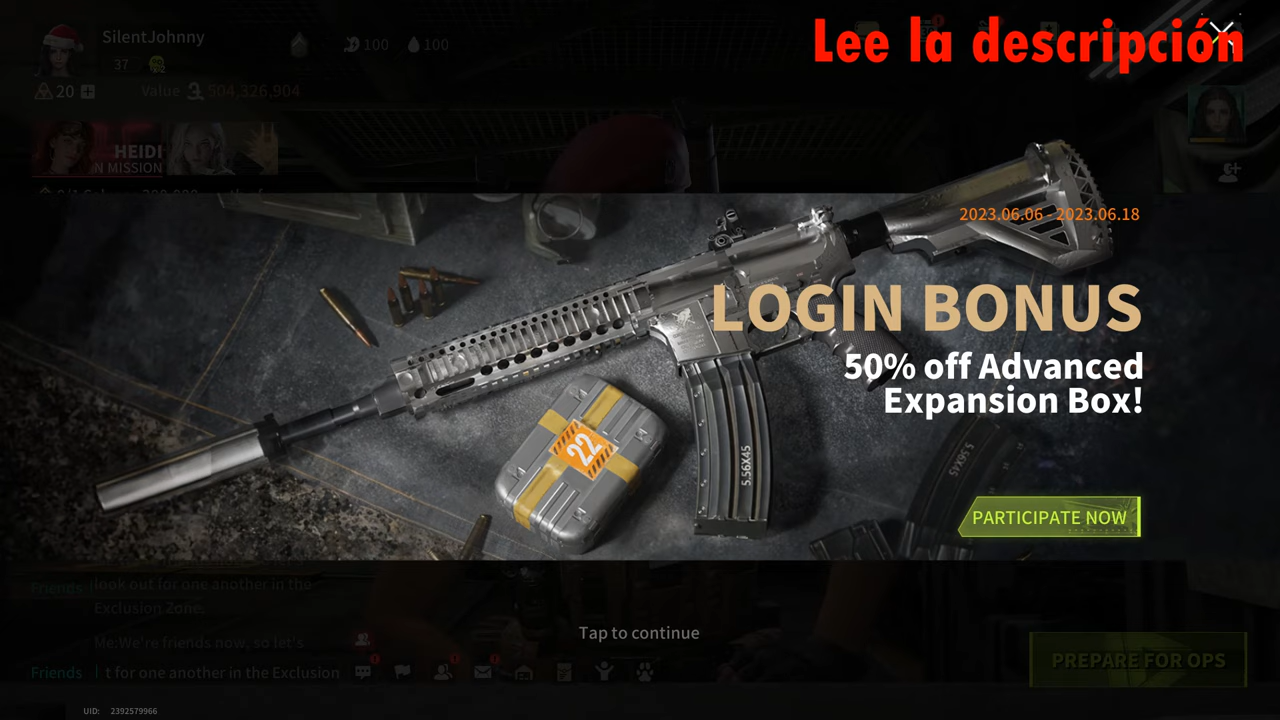 Lee la descripción
SilentJohnny
37
100
100
20
Value 504,326,904
HEIDI
N MISSION
2023.06.06 - 2023.06.18
LOGIN BONUS
50% off Advanced
Expansion Box!
22
5.56X45
5.56X45
PARTICIPATE NOW
look out for one another in the
Friends
Exclusion Zone.
Me:We're friends now, so let's
Tap to continue
Friends
t for one another in the Exclusion
PREPARE FOR OPS
UID: 2392579966